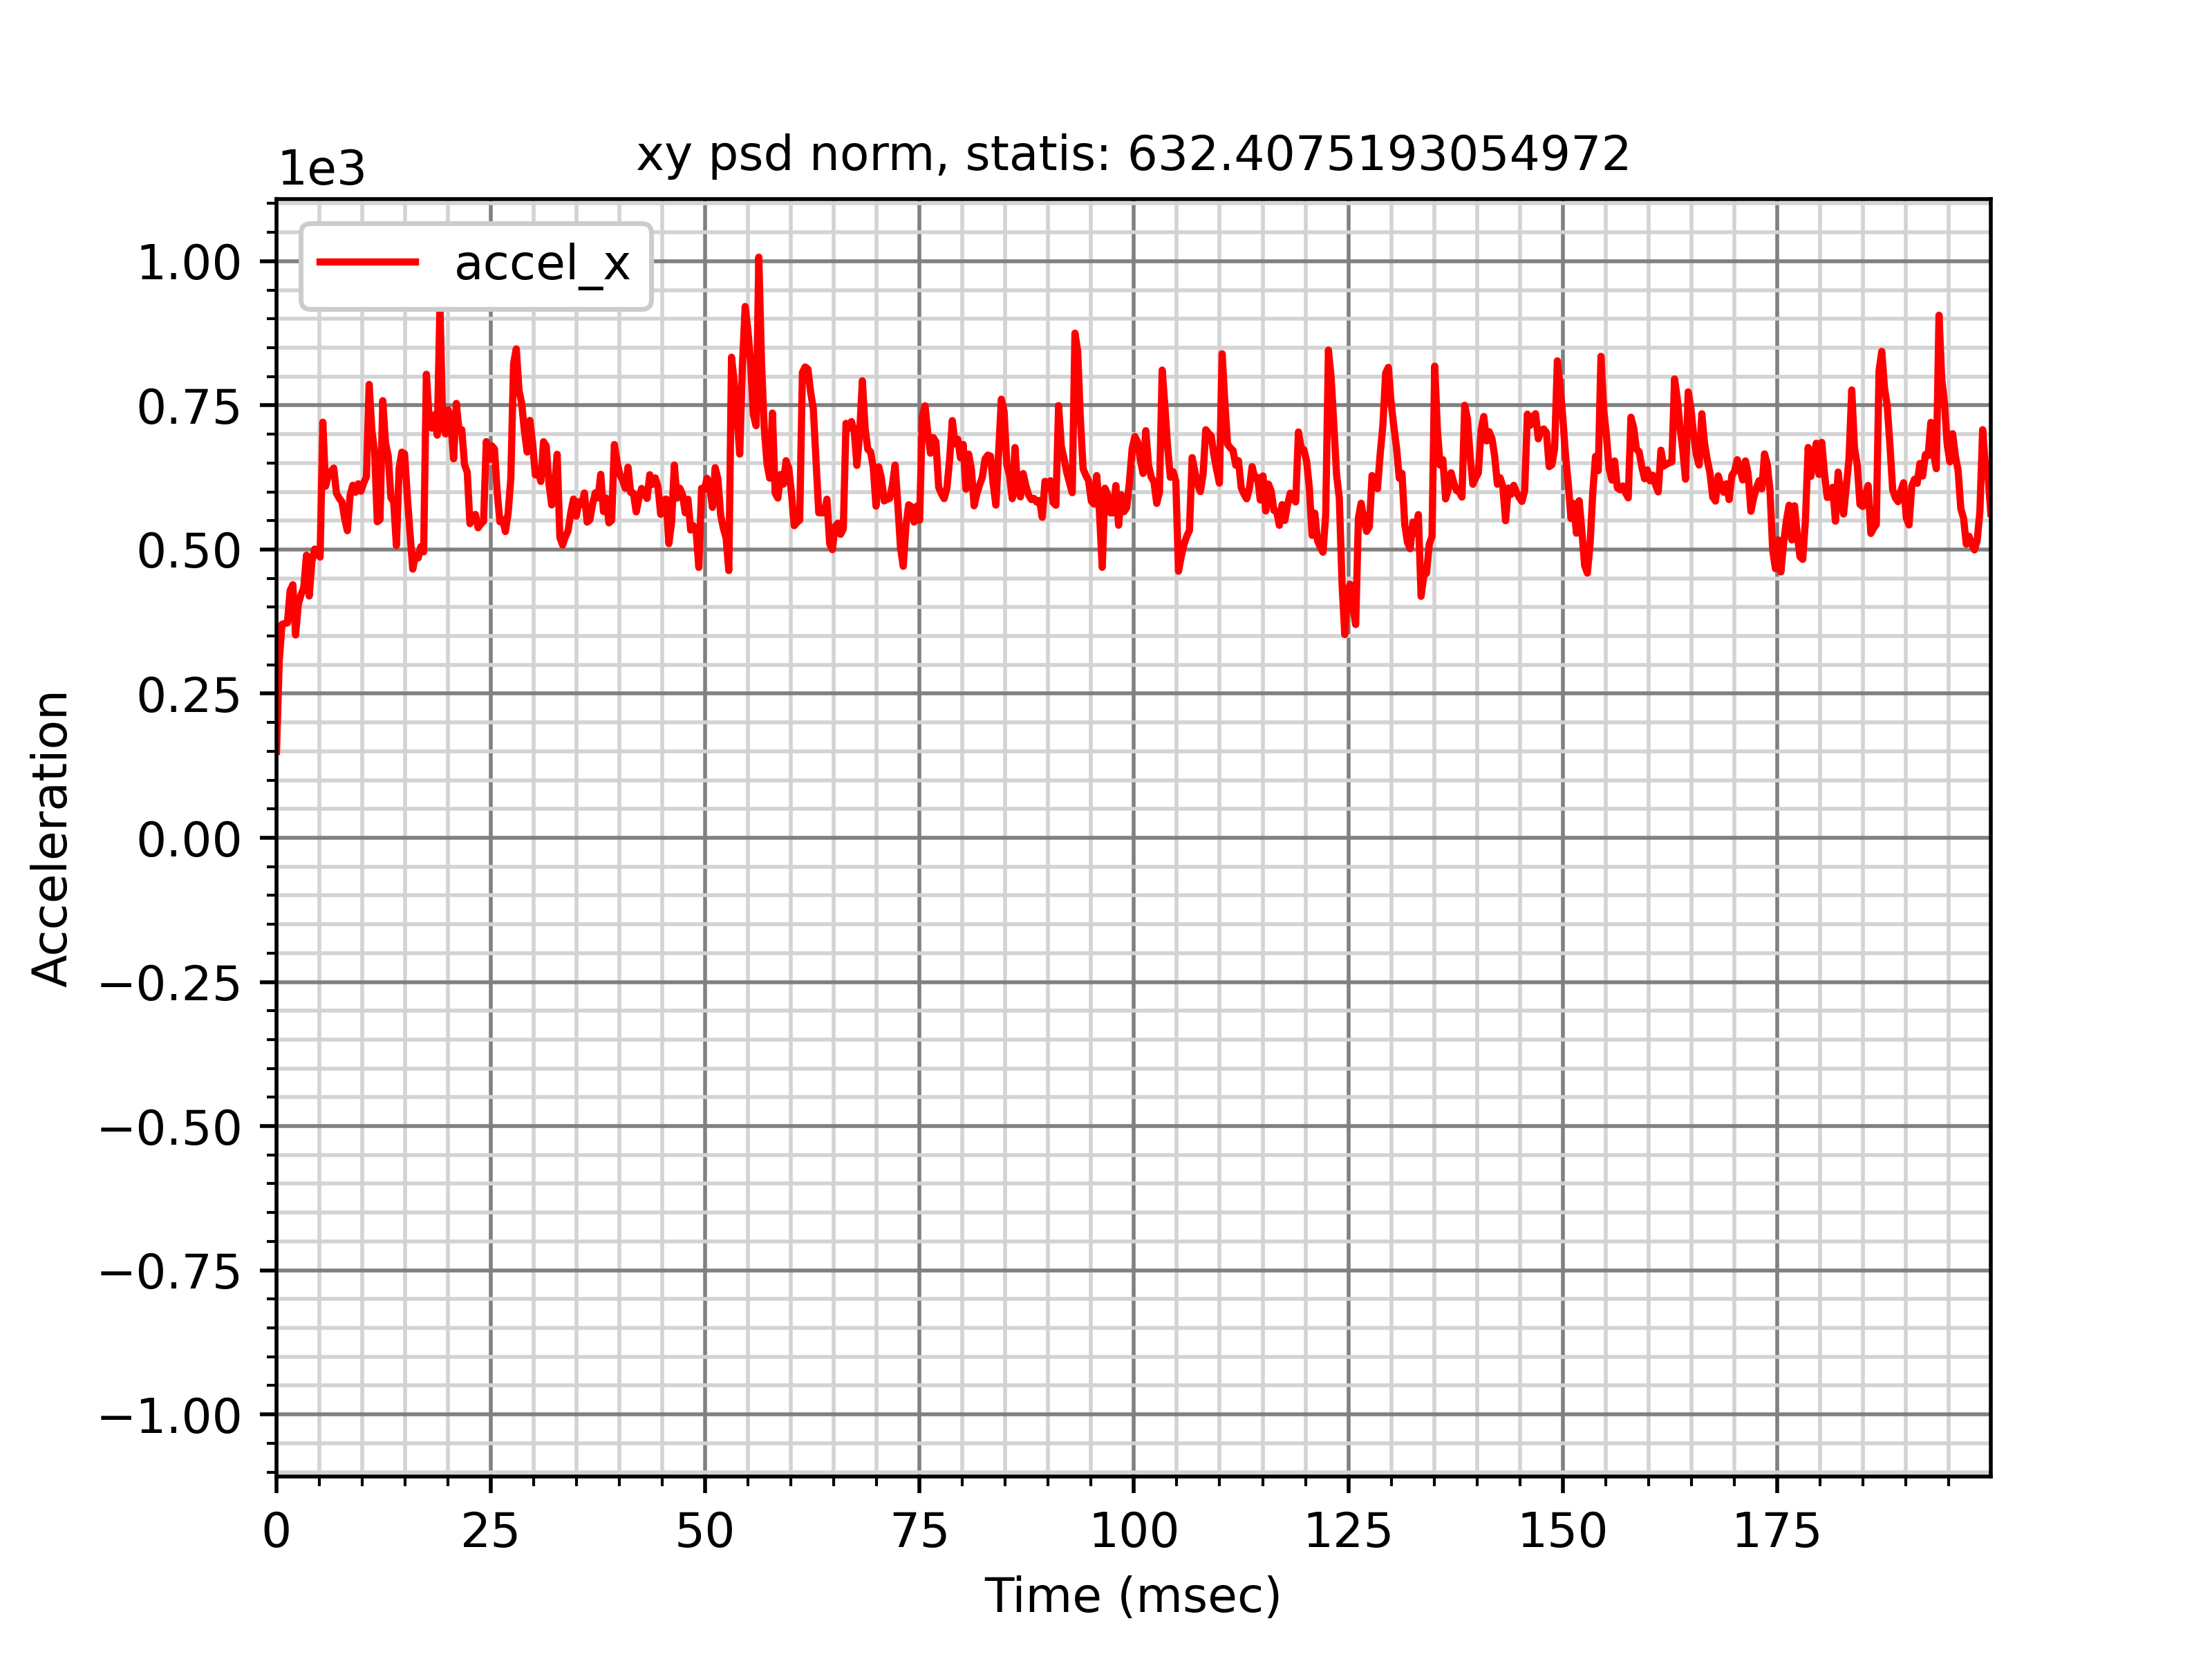 xy psd norm, statis: 632.4075193054972
1e3
accel_x
1.00
0.75
0.50
0.25
0.00
−0.25
−0.50
−0.75
−1.00
Acceleration
0 25 50 75 100 125 150 175
Time (msec)